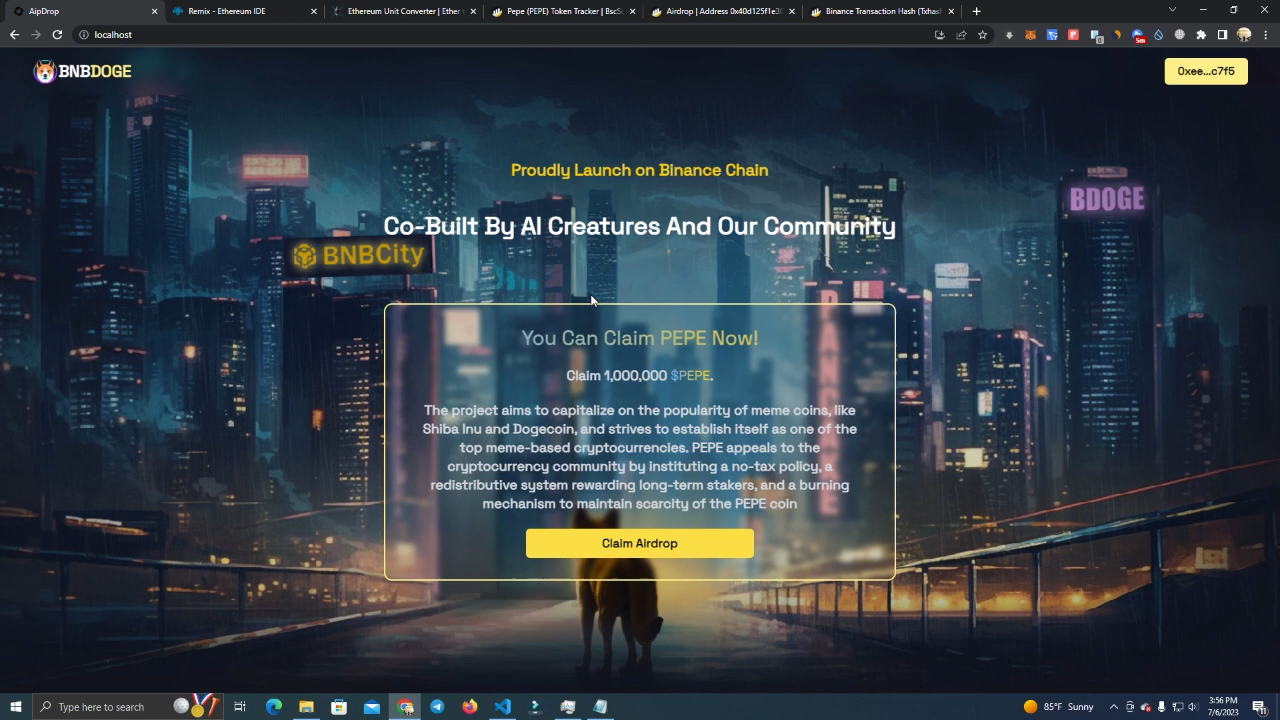 AipDrop
Remix - Ethereum IDE
Ethereum Unit Converter | Ether
Pepe (PEPE) Token Tracker | BscS
Airdrop | Address 0x40d125f1e3
Binance Transaction Hash (Txhas
localhost
5m
BNBDOGE
0xee...c7f5
Proudly Launch on Binance Chain
BDOGE
Co-Built By AI Creatures And Our Community
BNBCity
You Can Claim PEPE Now!
Claim 1,000,000 $PEPE.
The project aims to capitalize on the popularity of meme coins, like
Shiba Inu and Dogecoin, and strives to establish itself as one of the
top meme-based cryptocurrencies. PEPE appeals to the
cryptocurrency community by instituting a no-tax policy, a
redistributive system rewarding long-term stakers, and a burning
mechanism to maintain scarcity of the PEPE coin
Claim Airdrop
Type here to search
85°F Sunny
3:56 PM
7/6/2023